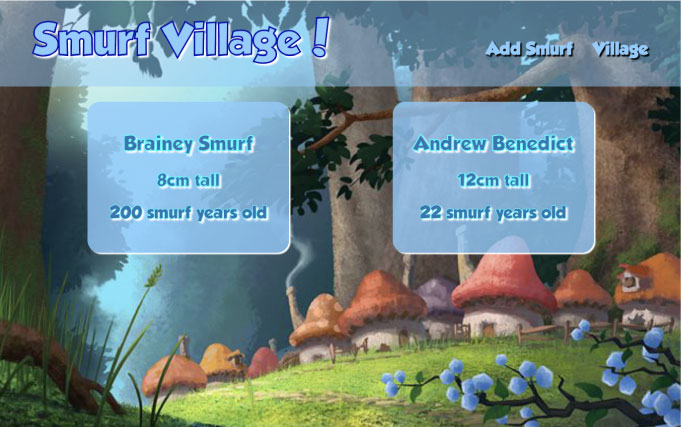 Smurf Village!
Add Smurf Village
Brainey Smurf
8cm tall
200 smurf years old
Andrew Benedict
12cm tall
22 smurf years old